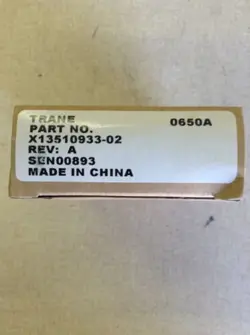 TRANE 0650A
PART NO.
X13510933-02
REV: A
SEN00893
MADE IN CHINA